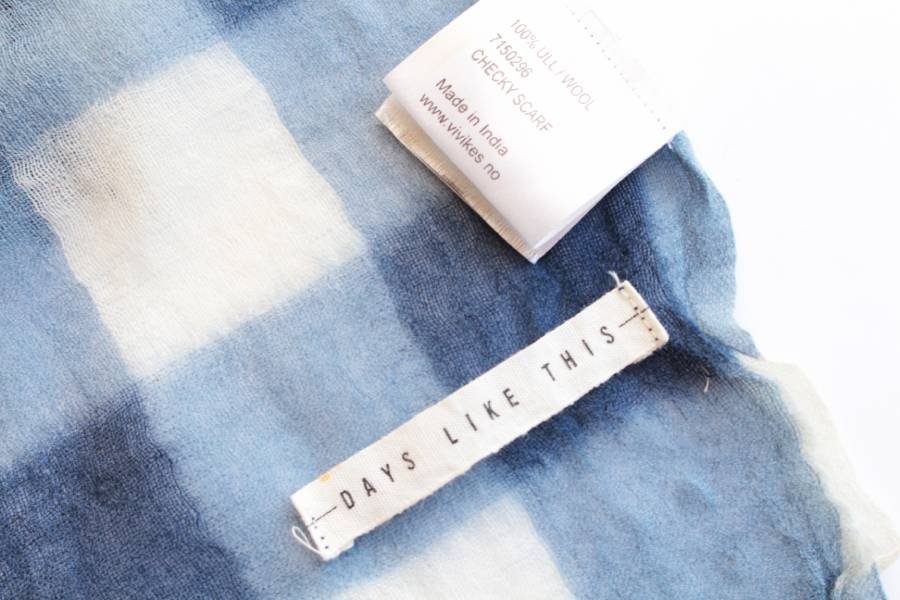 100% ULL / WOOL
7150296
CHECKY SCARF
Made in India
www.vivikes no
DAYS LIKE THIS